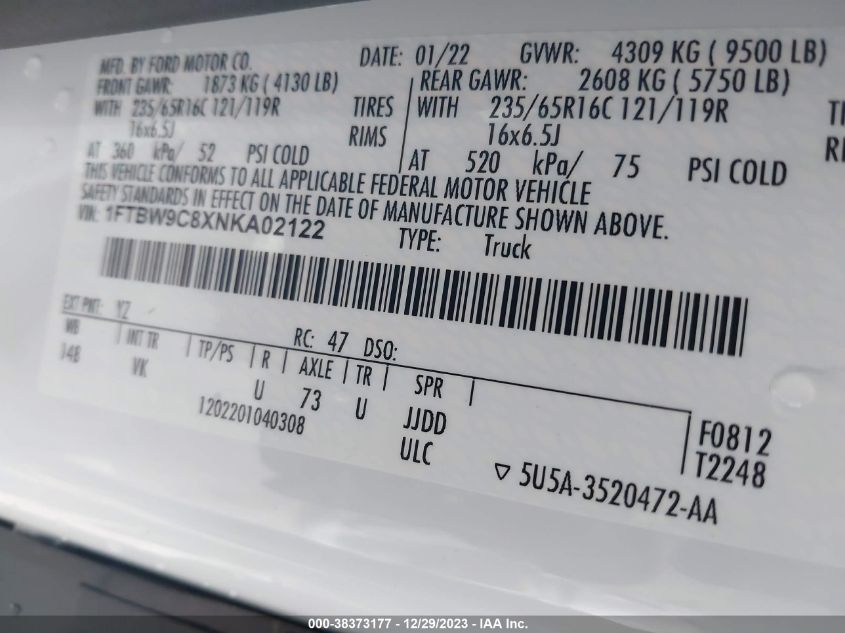 MFD. BY FORD MOTOR CO. DATE: 01/22 GVWR: 4309 KG ( 9500 LB)
FRONT GAWR: 1873 KG ( 4130 LB) REAR GAWR: 2608 KG ( 5750 LB)
WITH 235/65R16C 121/119R TIRES WITH 235/65R16C 121/119R
16x6.5J RIMS 16x6.5J
AT 360 kPa/ 52 PSI COLD AT 520 kPa/ 75 PSI COLD
THIS VEHICLE CONFORMS TO ALL APPLICABLE FEDERAL MOTOR VEHICLE
SAFETY STANDARDS IN EFFECT ON THE DATE OF MANUFACTURE SHOWN ABOVE.
VIN: 1FTBW9C8XNKA02122 TYPE: Truck
EXT PNT: YZ RC: 47 DSO:
WB INT TR TP/PS R AXLE TR SPR
148 VK U 73 U JJDD
1202201040308 ULC
F0812
T2248
5U5A-3520472-AA
000-38373177 - 12/29/2023 - IAA Inc.